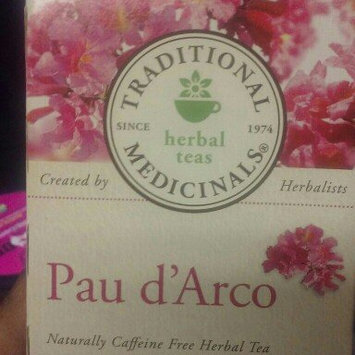 TRADITIONAL
SINCE 1974
herbal
teas
MEDICINALS®
Created by Herbalists
Pau d'Arco
Naturally Caffeine Free Herbal Tea